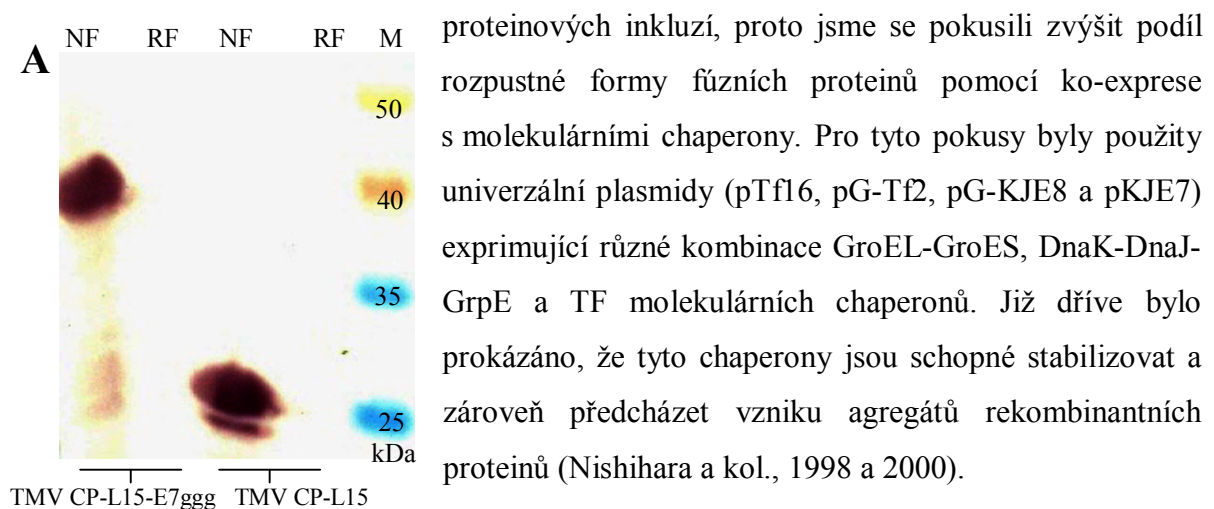 NF RF NF RF M
A
50
40
35
25
kDa
TMV CP-L15-E7ggg TMV CP-L15
proteinových inkluzí, proto jsme se pokusili zvýšit podíl
rozpustné formy fúzních proteinů pomocí ko-exprese
s molekulárními chaperony. Pro tyto pokusy byly použity
univerzální plasmidy (pTf16, pG-Tf2, pG-KJE8 a pKJE7)
exprimující různé kombinace GroEL-GroES, DnaK-DnaJ-
GrpE a TF molekulárních chaperonů. Již dříve bylo
prokázáno, že tyto chaperony jsou schopné stabilizovat a
zároveň předcházet vzniku agregátů rekombinantních
proteinů (Nishihara a kol., 1998 a 2000).